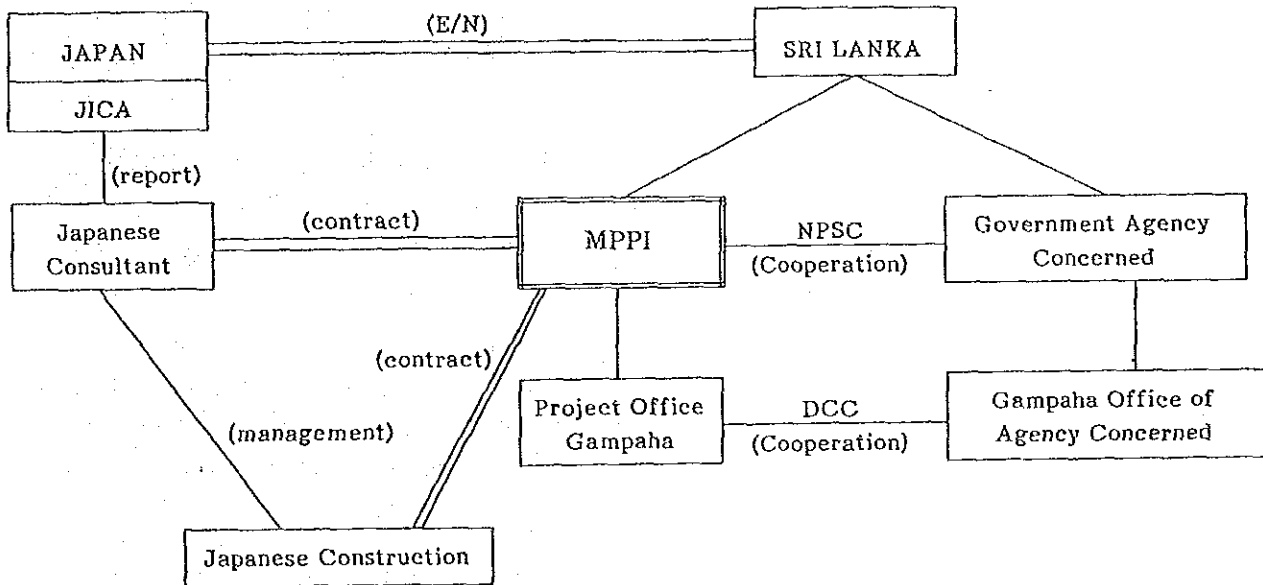 (E/N)
JAPAN
SRI LANKA
JICA
(report)
Japanese
Consultant
(contract)
MPPI
NPSC
(Cooperation)
Government Agency
Concerned
(contract)
(management)
Project Office
Gampaha
DCC
(Cooperation)
Gampaha Office of
Agency Concerned
Japanese Construction